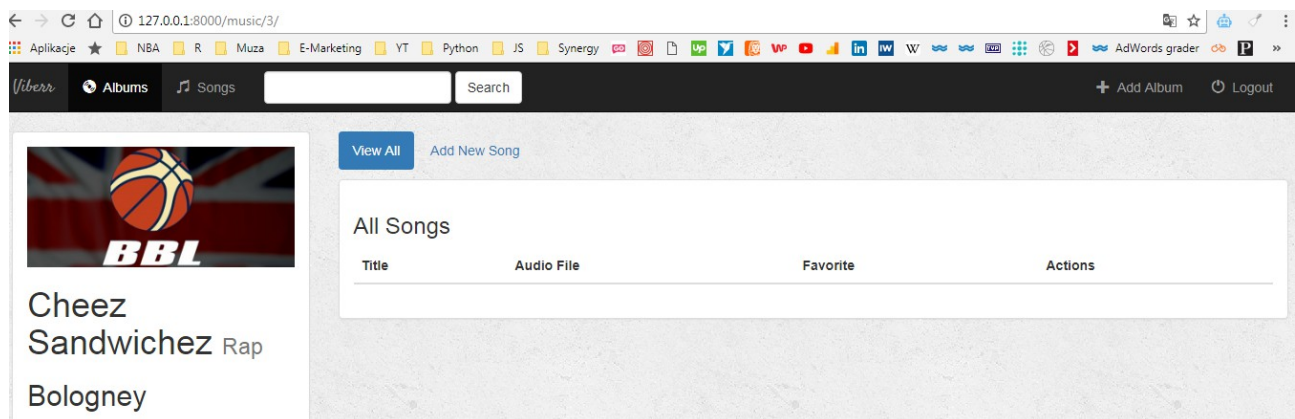 127.0.0.1:8000/music/3/
Aplikacje NBA R Muza E-Marketing YT Python JS Synergy Up W AdWords grader P »
Viberr Albums Songs Search Add Album Logout
View All Add New Song
BBL
All Songs
Title Audio File Favorite Actions
Cheez
Sandwichez Rap
Bologney